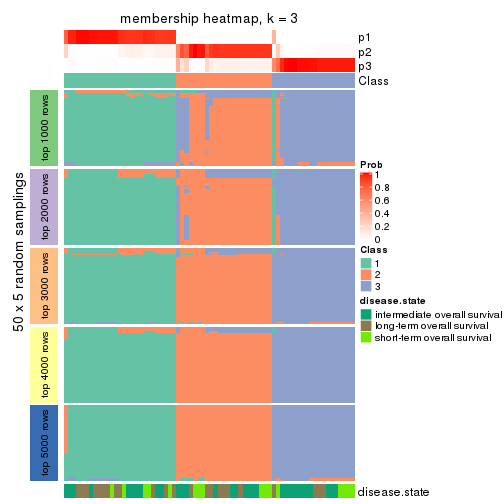 membership heatmap, k = 3
p1
p2
p3
Class
50 x 5 random samplings
top 1000 rows
top 2000 rows
top 3000 rows
top 4000 rows
top 5000 rows
Prob
1
0.8
0.6
0.4
0.2
0
Class
1
2
3
disease.state
intermediate overall survival
long-term overall survival
short-term overall survival
disease.state